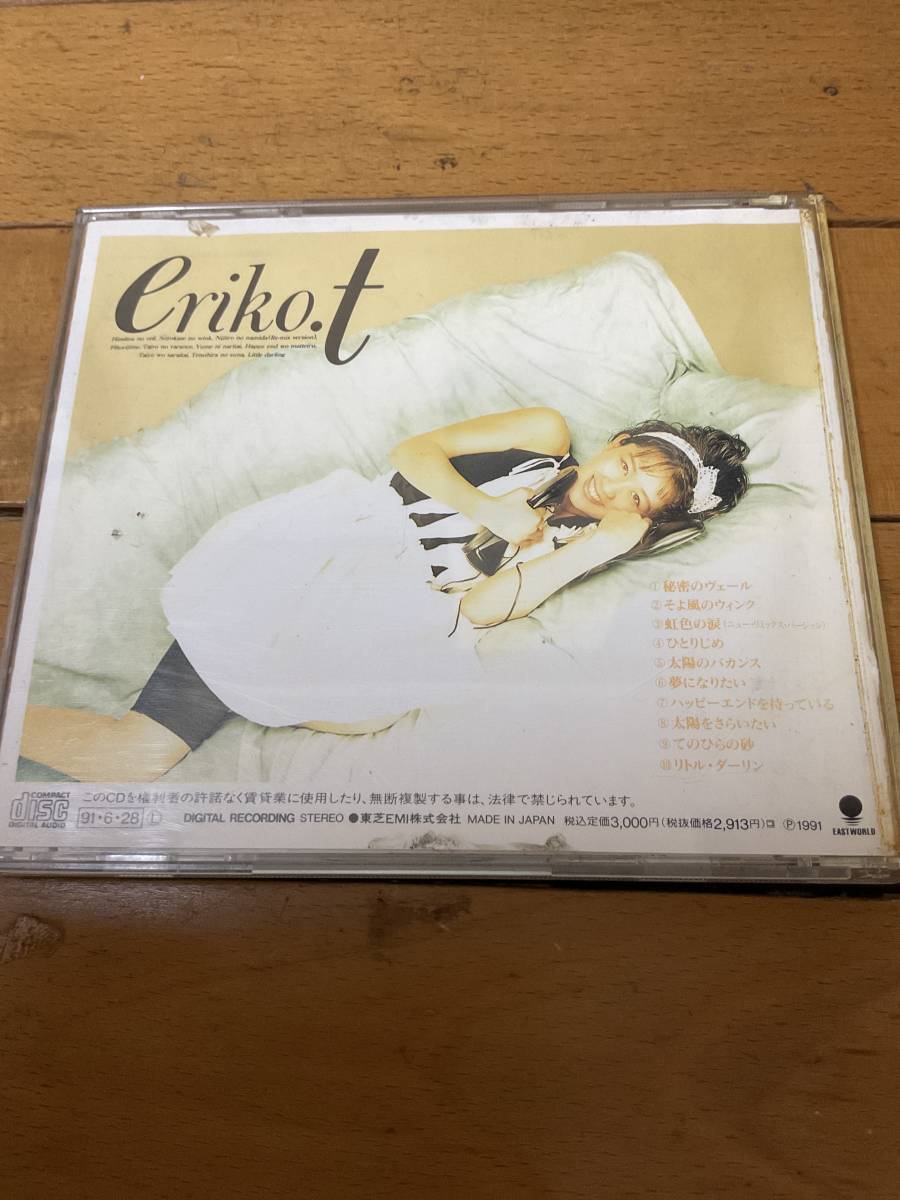 eriko.t
Himitsu no veil, Soyokaze no wink, Nijiiro no namida(Re-mix version),
Hitorijime, Taiyo no vacance, Yume ni naritai, Happy end wo matteiru,
Taiyo wo saraitai, Tenohira no suna, Little darling
①秘密のヴェール
②そよ風のウィンク
③虹色の涙(ニュー・リミックス・バージョン)
④ひとりじめ
⑤太陽のバカンス
⑥夢になりたい
⑦ハッピーエンドを待っている
⑧太陽をさらいたい
⑨てのひらの砂
⑩リトル・ダーリン
COMPACT disc DIGITAL AUDIO
このCDを権利者の許諾なく賃貸業に使用したり、無断複製する事は、法律で禁じられています。
91・6・28 Ⓛ DIGITAL RECORDING STEREO ●東芝EMI株式会社 MADE IN JAPAN 税込定価3,000円(税抜価格2,913円) ℗1991
EASTWORLD